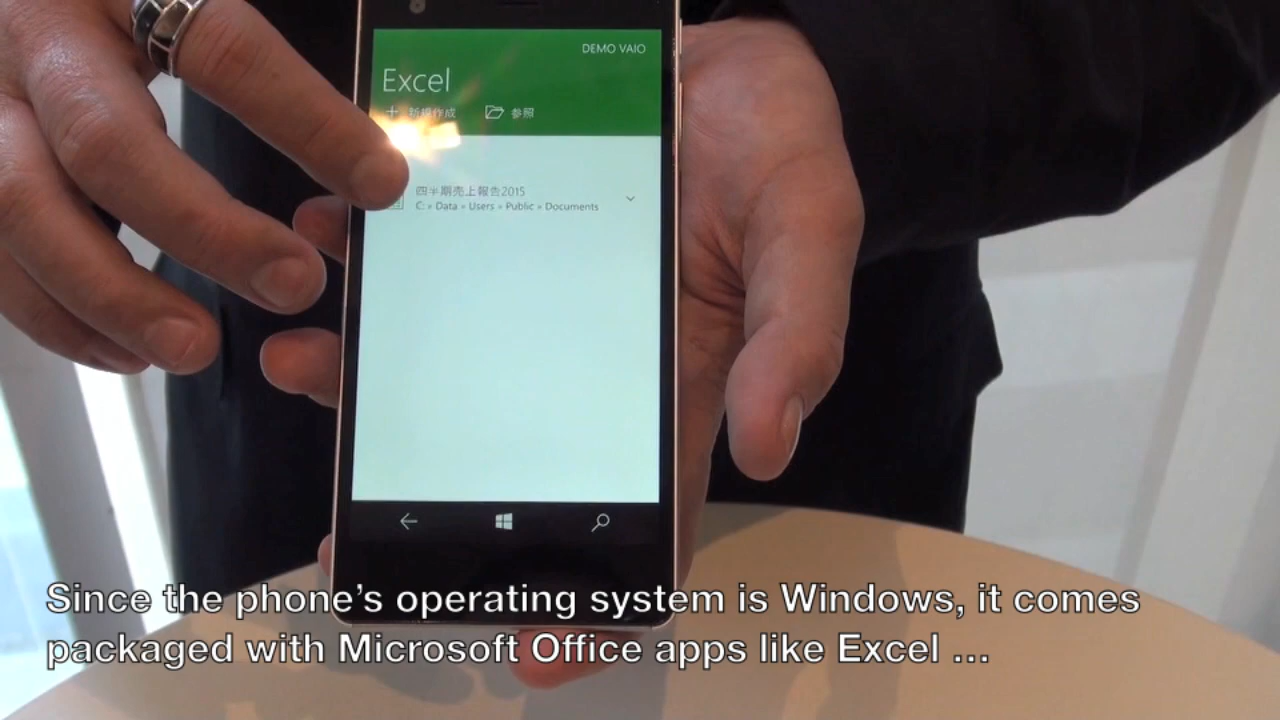 DEMO VAIO
Excel
新規作成 参照
四半期売上報告2015
C: » Data » Users » Public » Documents
Since the phone's operating system is Windows, it comes
packaged with Microsoft Office apps like Excel ...